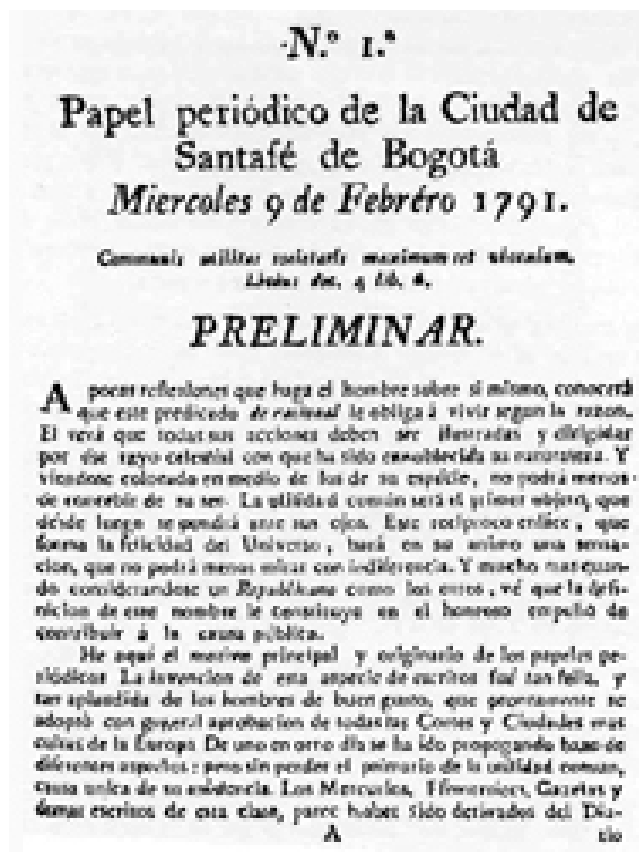 N.º 1.º
Papel periódico de la Ciudad de
Santafé de Bogotá
Miercoles 9 de Febréro 1791.
Communis utilitas societatis maximum est vinculum.
Livius dec. 4 lib. 6.
PRELIMINAR.
A pocas reflexiones que haga el hombre sobre si mismo, conocerá
que este predicado de racional le obliga á vivir segun la razon.
El verá que todas sus acciones deben ser ilustradas y dirigidas
por ese rayo celestial con que ha sido ennoblecida su naturaleza. Y
viendose colocado en medio de los de su especie, no podrá menos
de su ser. La utilidad comun será el primer objeto, que
desde luego se pondrá ante sus ojos. Este reciproco enlace, que
forma la felicidad del Universo, hará en su animo una sensa-
cion, que no podrá menos mirar con indiferencia. Y mucho mas quan-
do considerandose un Republicano como los otros, vé que la defi-
nicion de este nombre le constituye en el honroso empeño de
contribuir á la causa pública.
He aquí el motivo principal y originario de los papeles pe-
riódicos. La invencion de esta especie de escritos fué tan feliz, y
tan aplaudida de los hombres de buen gusto, que prontamente se
adoptó con general aprobacion de todas las Cortes y Ciudades mas
cultas de la Europa. De uno en otro dia se ha ido propagando baxo de
diferentes aspectos: pero sin perder el primario de la utilidad comun,
causa unica de su existencia. Los Mercurios, Efemerides, Gazetas y
demas escritos de esta clase, parece haber sido derivados del Dia-
A rio